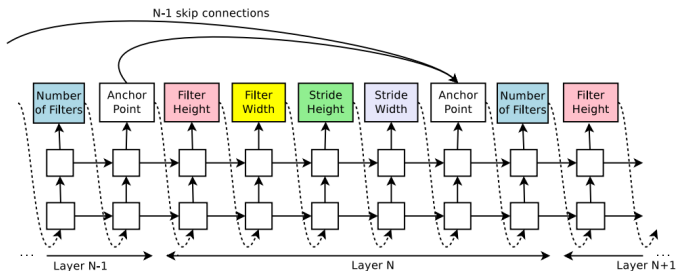 N-1 skip connections
Number
of Filters
Anchor
Point
Filter
Height
Filter
Width
Stride
Height
Stride
Width
Anchor
Point
Number
of Filters
Filter
Height
...
Layer N-1
Layer N
Layer N+1
...